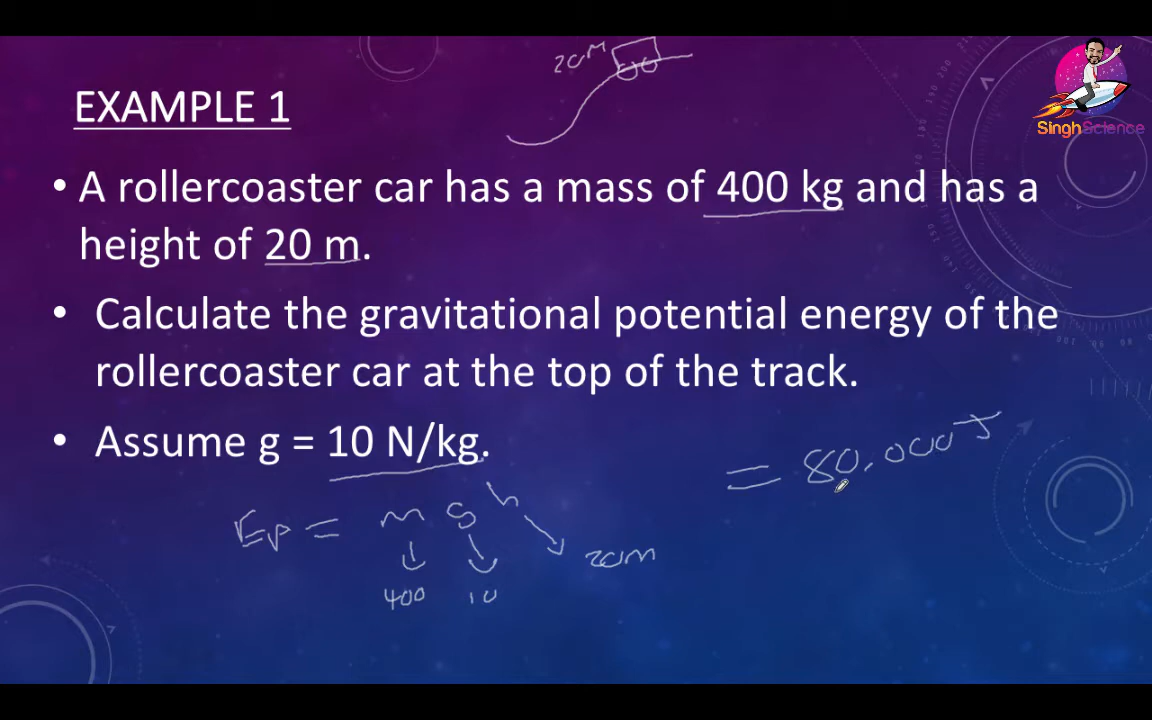 20m
SinghScience
EXAMPLE 1
• A rollercoaster car has a mass of 400 kg and has a
height of 20 m.
• Calculate the gravitational potential energy of the
rollercoaster car at the top of the track.
• Assume g = 10 N/kg.
= 80,000 J
Ep = m g h
20m
400 10